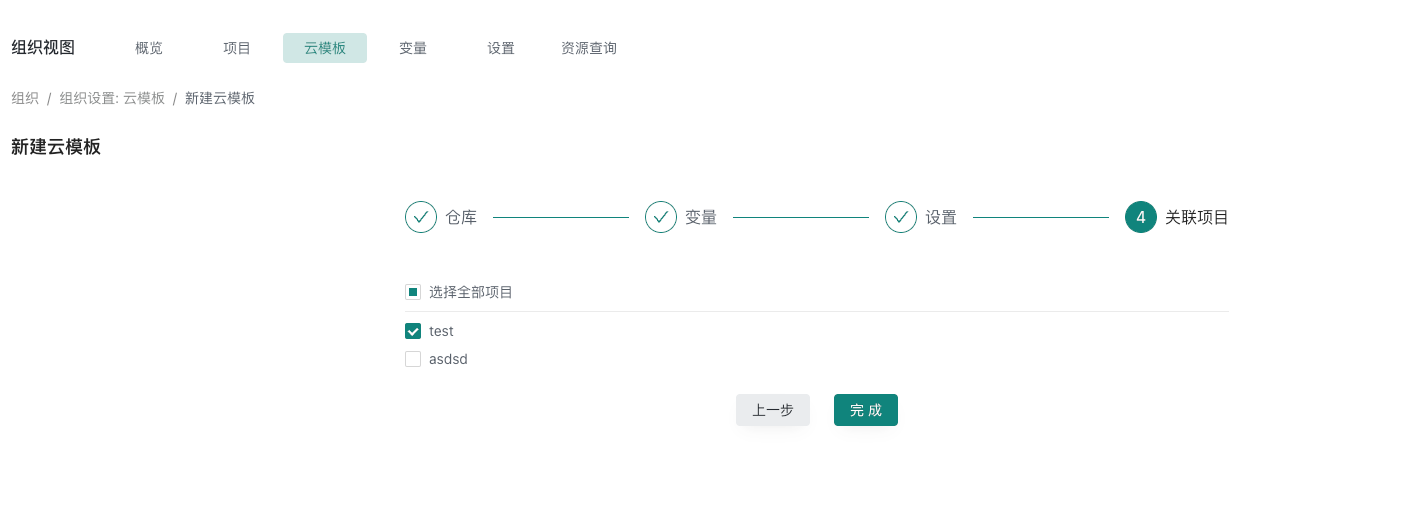 组织视图 概览 项目 云模板 变量 设置 资源查询
组织 / 组织设置: 云模板 / 新建云模板
新建云模板
仓库 变量 设置 4 关联项目
选择全部项目
test
asdsd
上一步 完 成